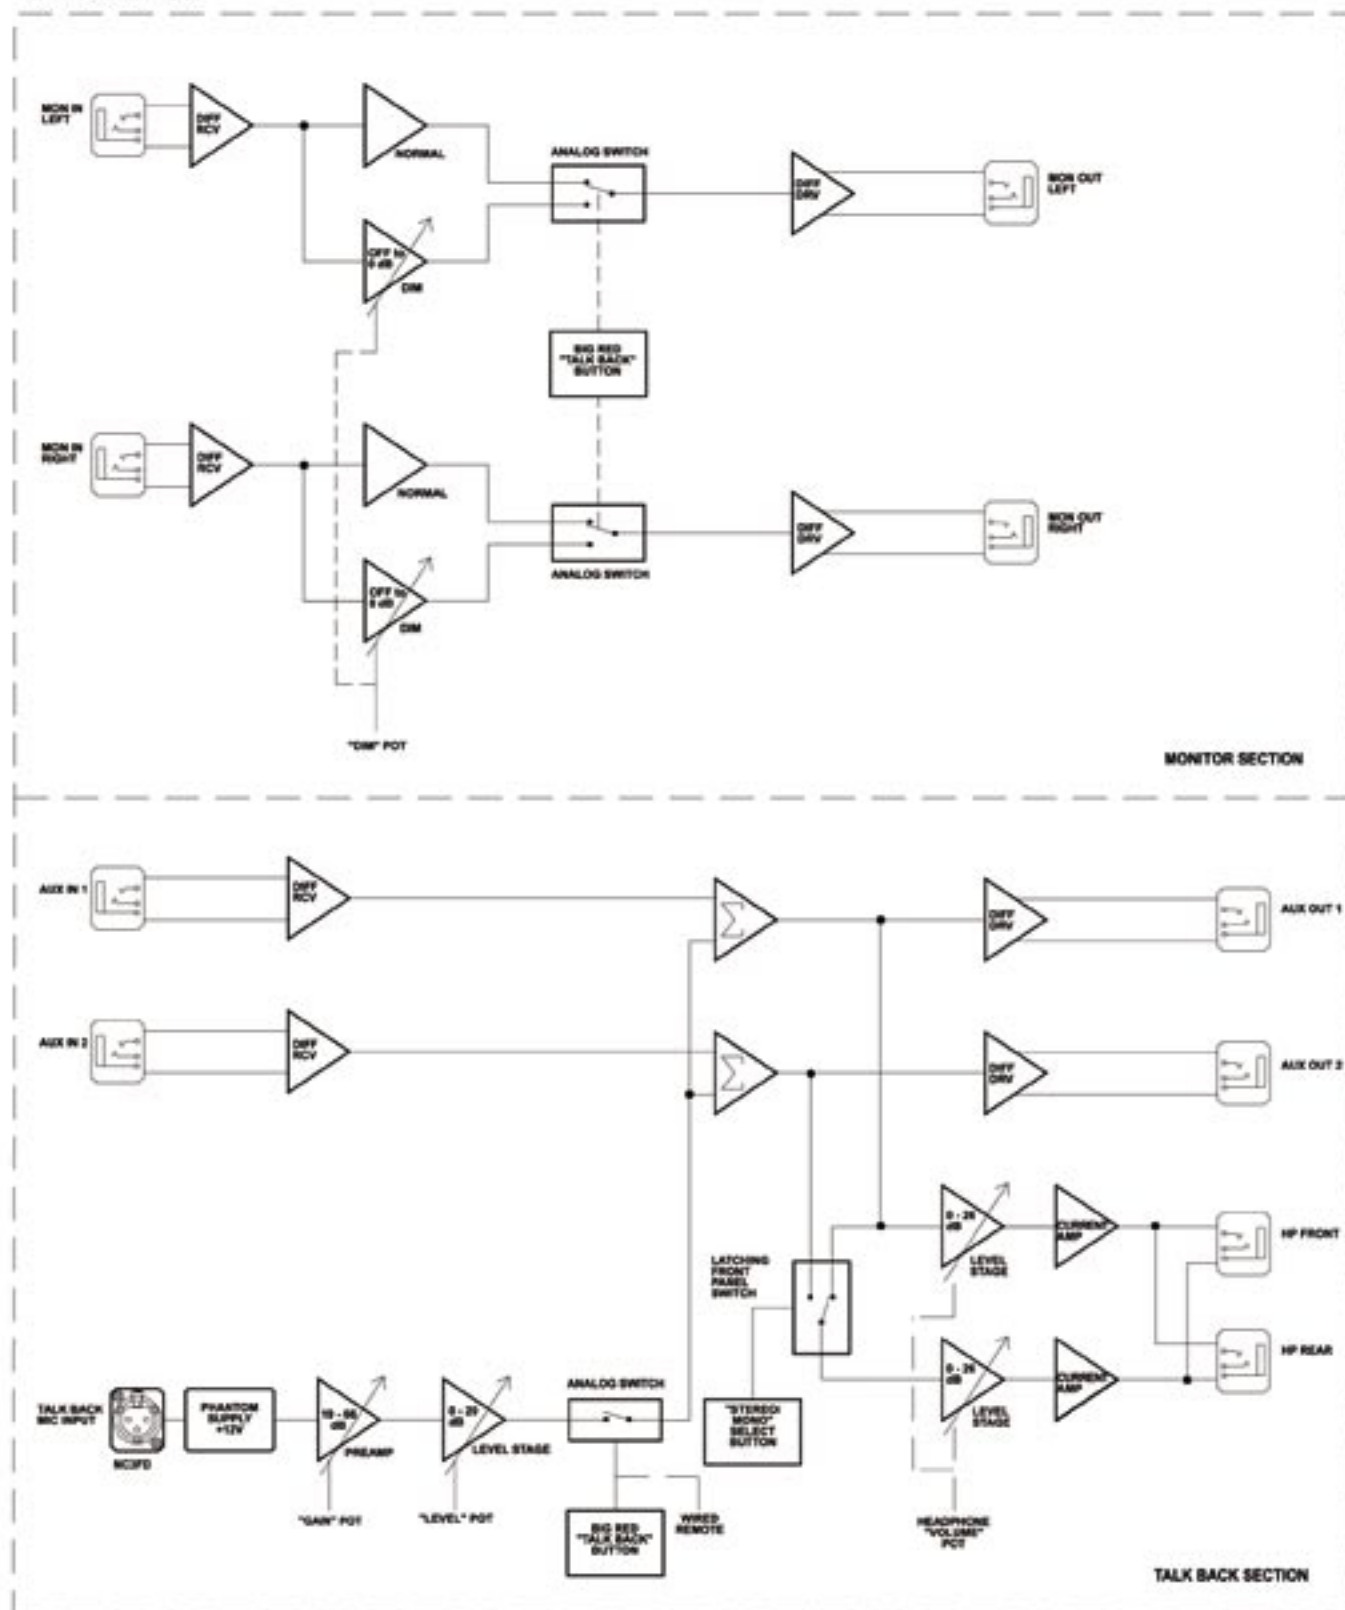 MON IN
LEFT
DIFF
RCV
NORMAL
OFF to
0 dB
DIM
ANALOG SWITCH
DIFF
DRV
MON OUT
LEFT
BIG RED
"TALK BACK"
BUTTON
MON IN
RIGHT
DIFF
RCV
NORMAL
OFF to
0 dB
DIM
ANALOG SWITCH
DIFF
DRV
MON OUT
RIGHT
"DIM" POT
MONITOR SECTION
AUX IN 1
DIFF
RCV
Σ
DIFF
DRV
AUX OUT 1
AUX IN 2
DIFF
RCV
Σ
DIFF
DRV
AUX OUT 2
LATCHING
FRONT
PANEL
SWITCH
0 - 26
dB
LEVEL
STAGE
CURRENT
AMP
HP FRONT
0 - 26
dB
LEVEL
STAGE
CURRENT
AMP
HP REAR
TALK BACK
MIC INPUT
NC3FD
PHANTOM
SUPPLY
+12V
dB
PREAMP
"GAIN" POT
0 - 20
dB
LEVEL STAGE
"LEVEL" POT
ANALOG SWITCH
BIG RED
"TALK BACK"
BUTTON
WIRED
REMOTE
"STEREO/
MONO"
SELECT
BUTTON
HEADPHONE
"VOLUME"
POT
TALK BACK SECTION